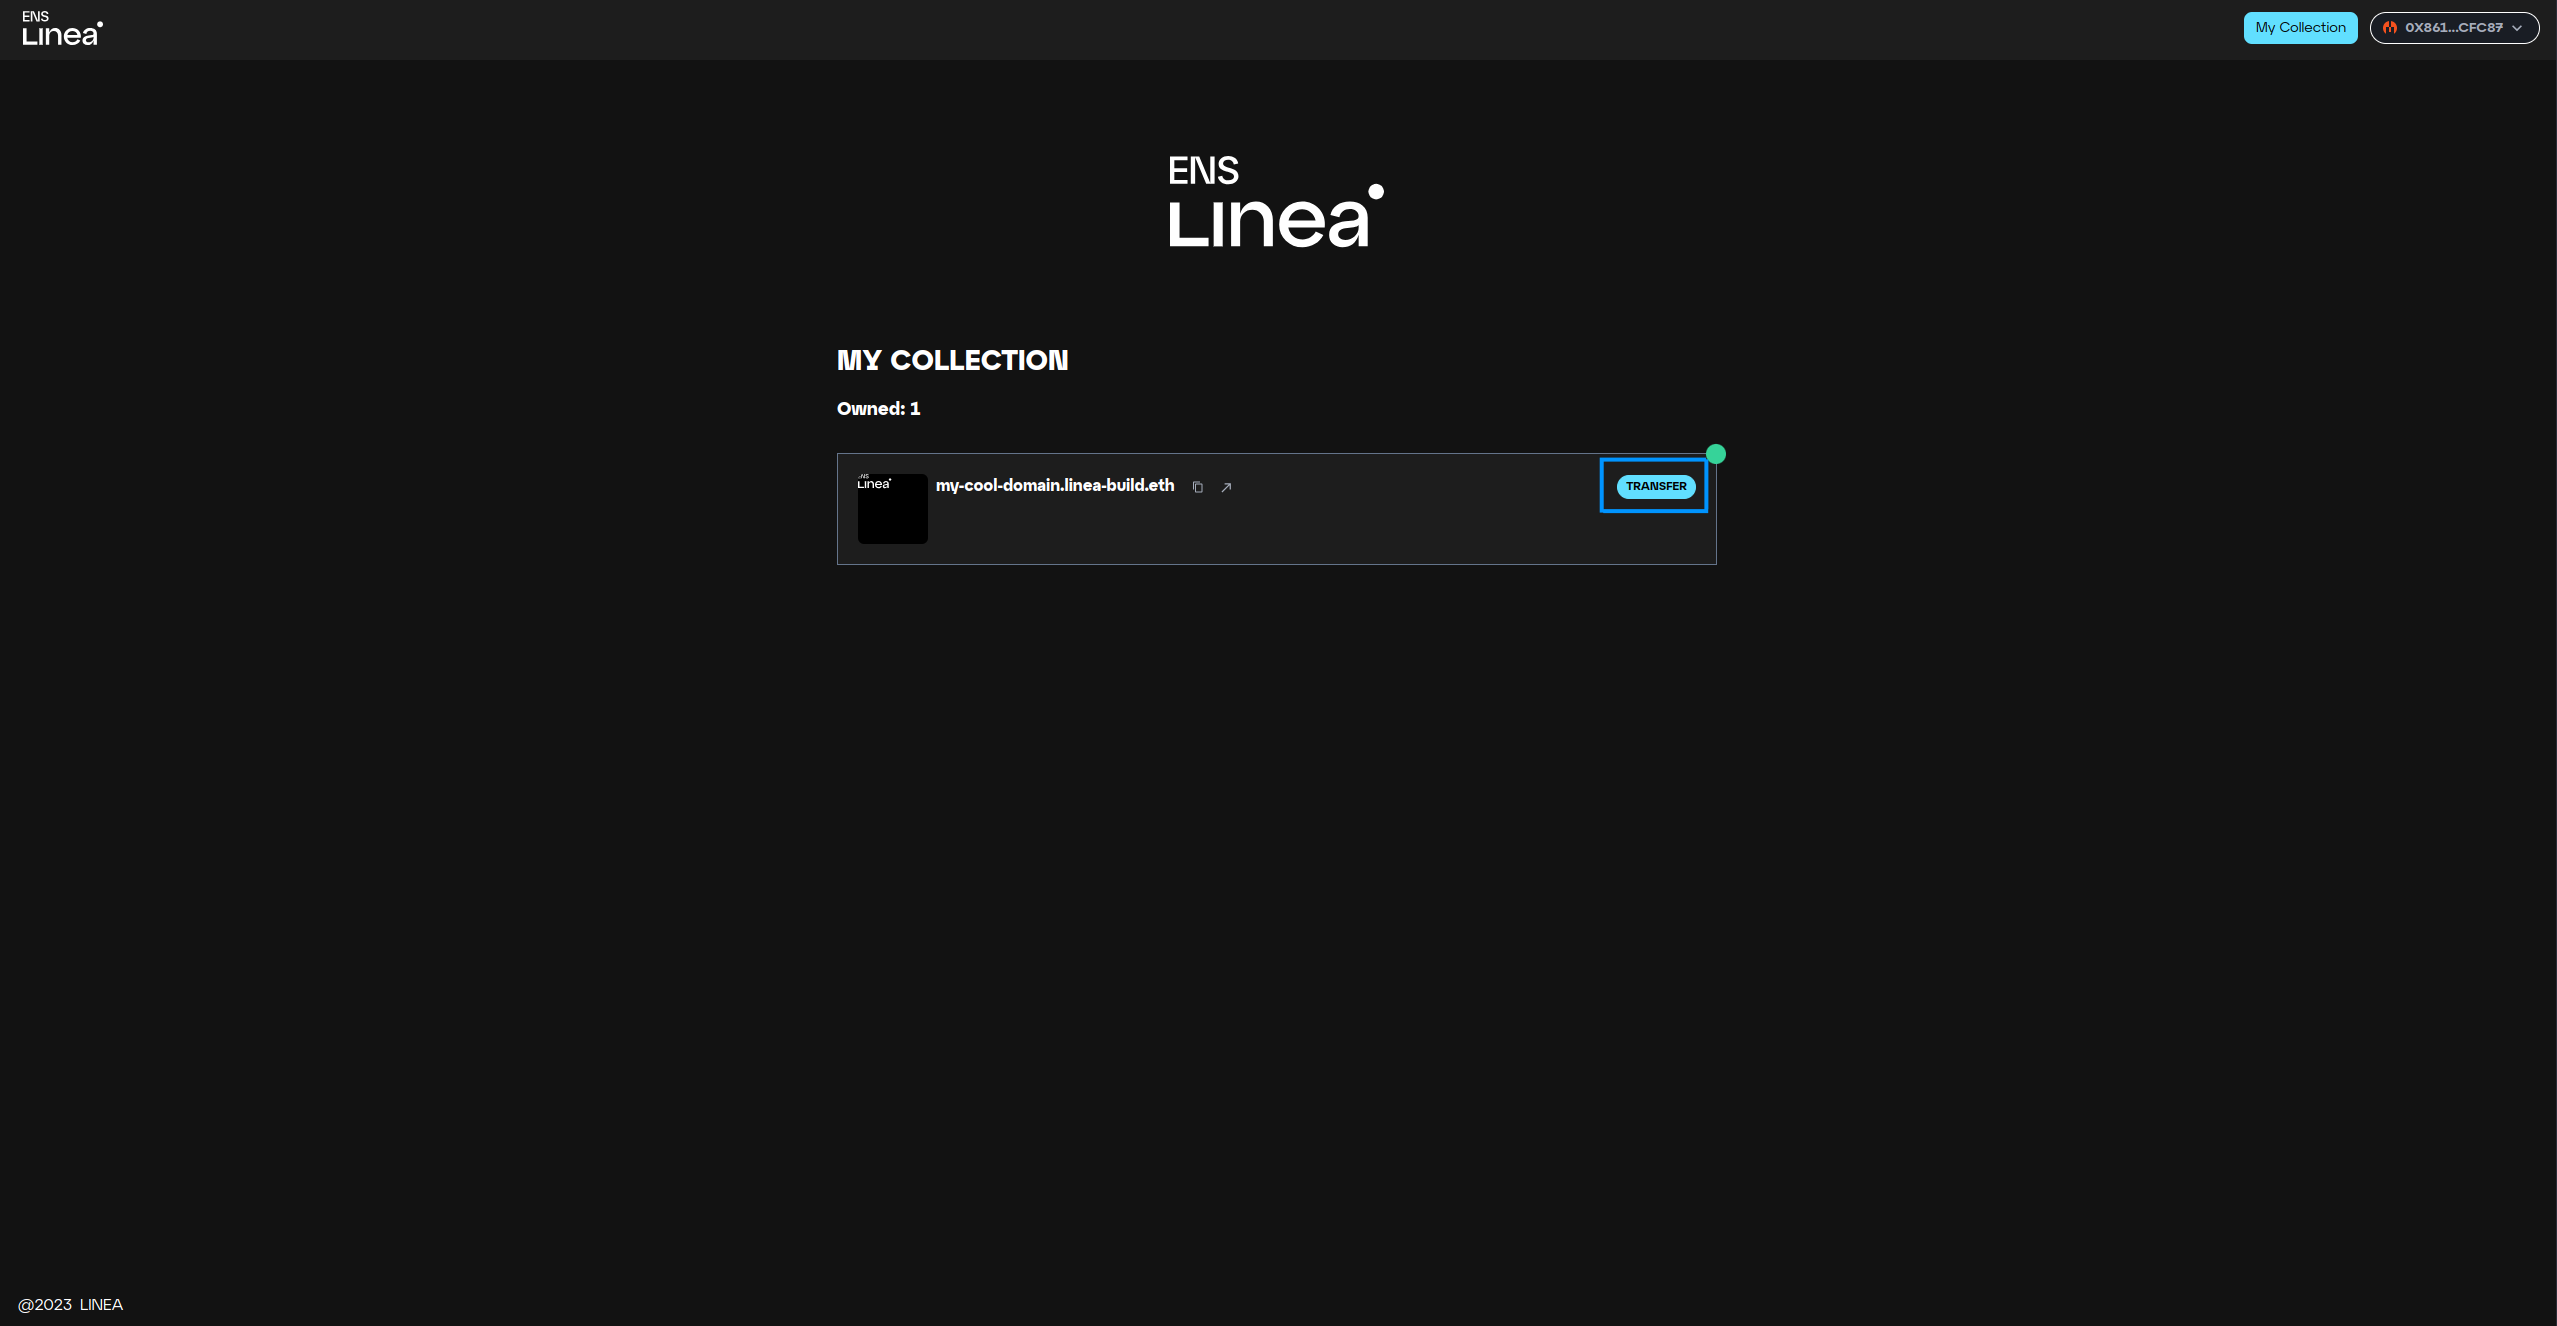 ENS
Linea
My Collection
0X861...CFC87
ENS
Linea
MY COLLECTION
Owned: 1
ENS
Linea
my-cool-domain.linea-build.eth
TRANSFER
@2023 LINEA